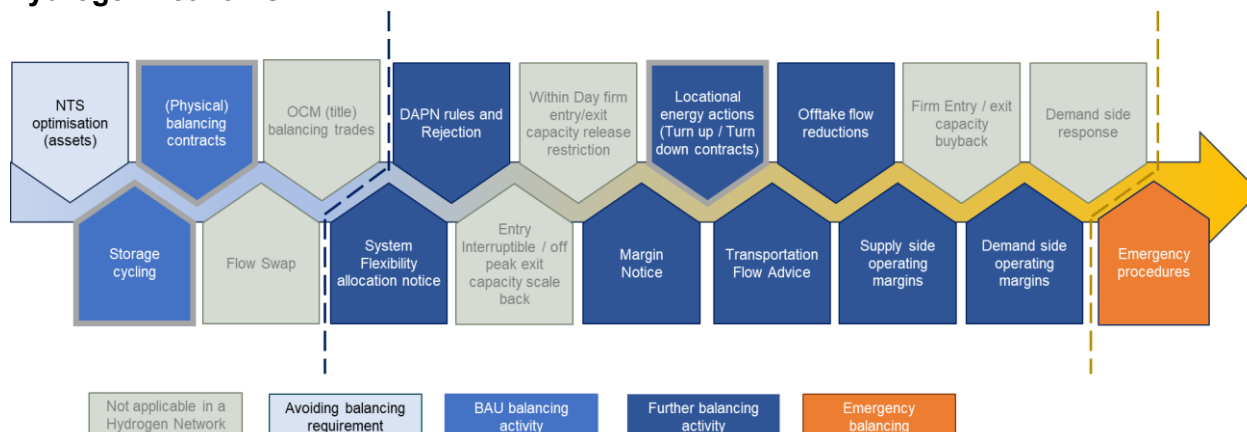 NTS
optimisation
(assets)
(Physical)
balancing
contracts
OCM (title)
balancing trades
DAPN rules and
Rejection
Within Day firm
entry/exit
capacity release
restriction
Locational
energy actions
(Turn up / Turn
down contracts)
Offtake flow
reductions
Firm Entry / exit
capacity
buyback
Demand side
response
Storage
cycling
Flow Swap
System
Flexibility
allocation notice
Entry
Interruptible / off
peak exit
capacity scale
back
Margin
Notice
Transportation
Flow Advice
Supply side
operating
margins
Demand side
operating
margins
Emergency
procedures
Not applicable in a
Hydrogen Network
Avoiding balancing
requirement
BAU balancing
activity
Further balancing
activity
Emergency
balancing